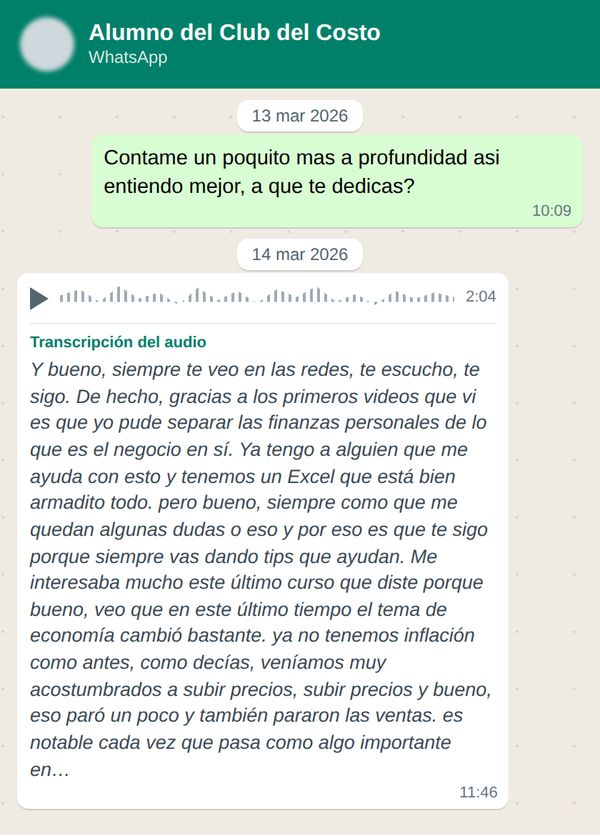 Alumno del Club del Costo
WhatsApp
13 mar 2026
Contame un poquito mas a profundidad asi
entiendo mejor, a que te dedicas?
10:09
14 mar 2026
2:04
Transcripción del audio
Y bueno, siempre te veo en las redes, te escucho, te
sigo. De hecho, gracias a los primeros videos que vi
es que yo pude separar las finanzas personales de lo
que es el negocio en sí. Ya tengo a alguien que me
ayuda con esto y tenemos un Excel que está bien
armadito todo. pero bueno, siempre como que me
quedan algunas dudas o eso y por eso es que te sigo
porque siempre vas dando tips que ayudan. Me
interesaba mucho este último curso que diste porque
bueno, veo que en este último tiempo el tema de
economía cambió bastante. ya no tenemos inflación
como antes, como decías, veníamos muy
acostumbrados a subir precios, subir precios y bueno,
eso paró un poco y también pararon las ventas. es
notable cada vez que pasa como algo importante
en…
11:46